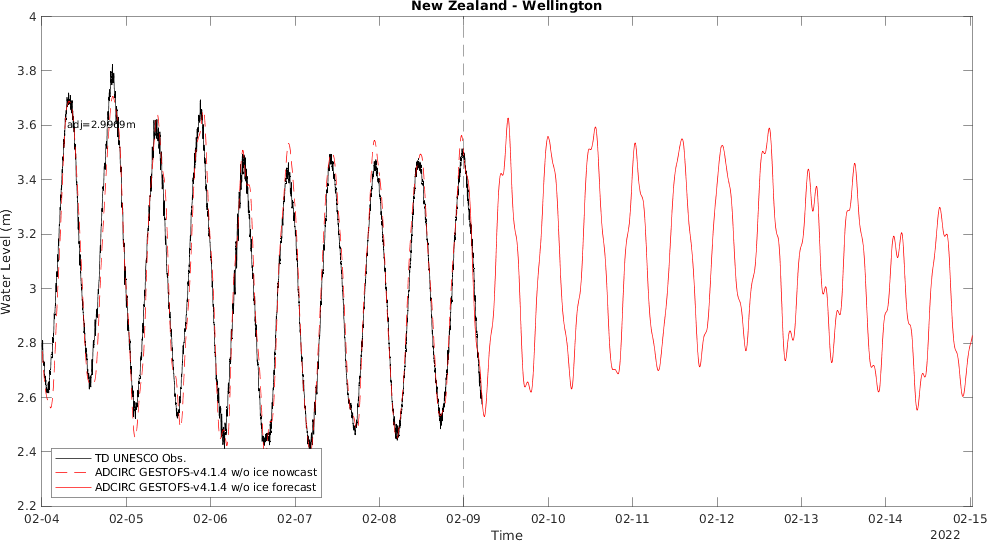 New Zealand - Wellington
4
3.8
3.6
3.4
3.2
3
2.8
2.6
2.4
2.2
Water Level (m)
adj=2.9969m
TD UNESCO Obs.
ADCIRC GESTOFS-v4.1.4 w/o ice nowcast
ADCIRC GESTOFS-v4.1.4 w/o ice forecast
02-04 02-05 02-06 02-07 02-08 02-09 02-10 02-11 02-12 02-13 02-14 02-15
Time
2022